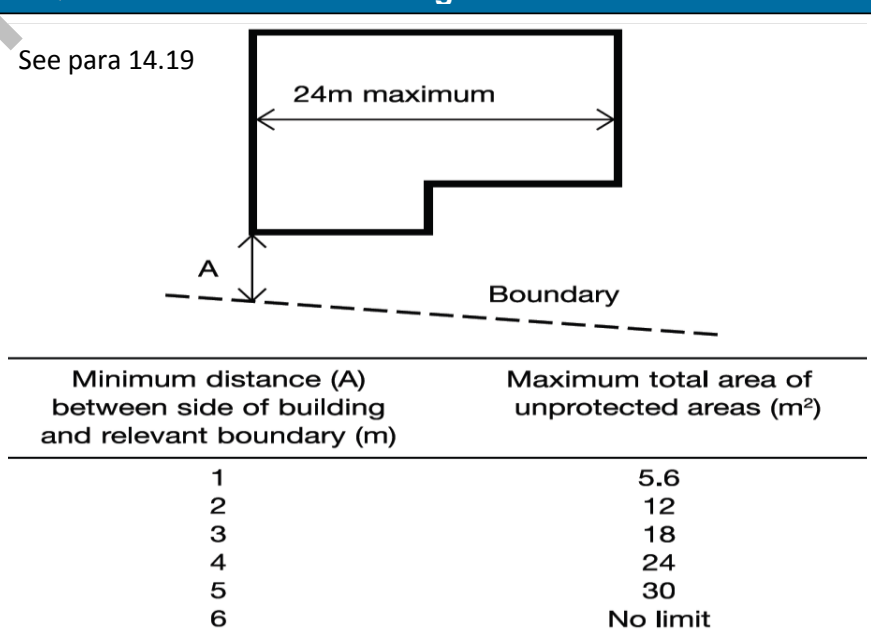 See para 14.19
24m maximum
A
Boundary
Minimum distance (A)
between side of building
and relevant boundary (m)
Maximum total area of
unprotected areas (m²)
1 5.6
2 12
3 18
4 24
5 30
6 No limit